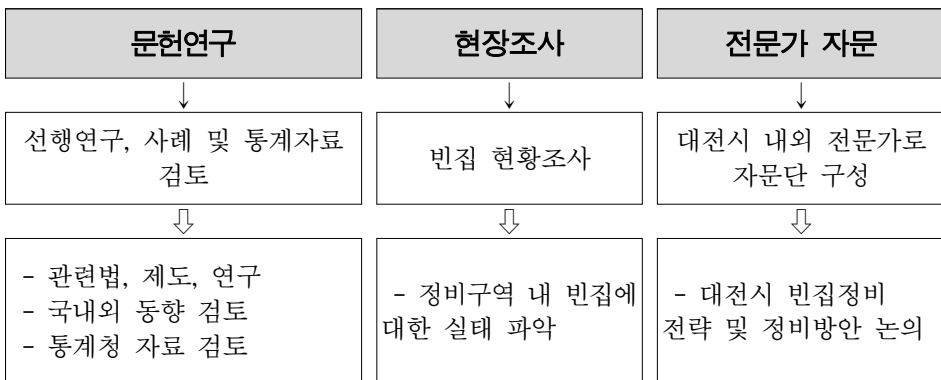 문헌연구
현장조사
전문가 자문
선행연구, 사례 및 통계자료
검토
빈집 현황조사
대전시 내외 전문가로
자문단 구성
- 관련법, 제도, 연구
- 국내외 동향 검토
- 통계청 자료 검토
- 정비구역 내 빈집에
대한 실태 파악
- 대전시 빈집정비
전략 및 정비방안 논의